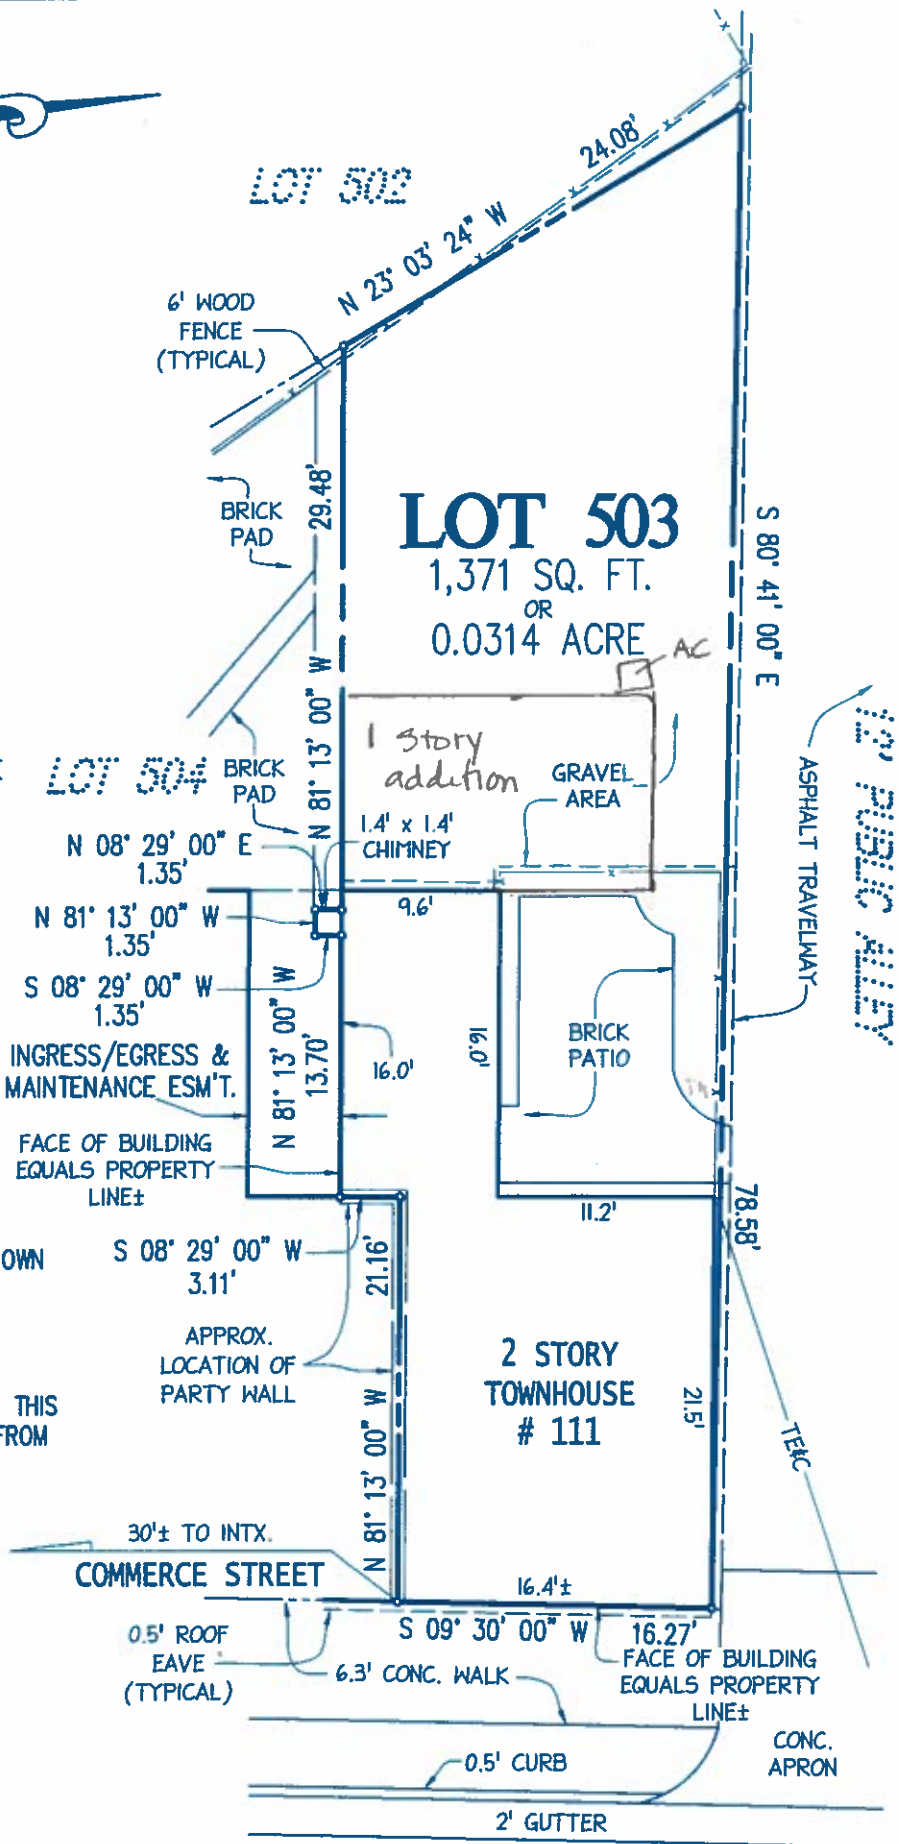 LOT 502
24.08'
N 23° 03' 24" W
6' WOOD
FENCE
(TYPICAL)
29.48'
BRICK
PAD
LOT 503
1,371 SQ. FT.
OR
0.0314 ACRE
S 80° 41' 00" E
AC
N 81° 13' 00" W
1 story
addition
GRAVEL
AREA
LOT 504
BRICK
PAD
12' PUBLIC ALLEY
ASPHALT TRAVELWAY
1.4' x 1.4'
CHIMNEY
N 08° 29' 00" E
1.35'
9.6'
N 81° 13' 00" W
1.35'
S 08° 29' 00" W
1.35'
N 81° 13' 00" W
13.70'
16.0'
16.0'
BRICK
PATIO
INGRESS/EGRESS &
MAINTENANCE ESM'T.
FACE OF BUILDING
EQUALS PROPERTY
LINE±
11.2'
78.58'
OWN
S 08° 29' 00" W
3.11'
21.16'
APPROX.
LOCATION OF
PARTY WALL
2 STORY
TOWNHOUSE
# 111
21.5'
THIS
FROM
N 81° 13' 00" W
TE&C
30'± TO INTX.
COMMERCE STREET
16.4'±
S 09° 30' 00" W
16.27'
0.5' ROOF
EAVE
(TYPICAL)
6.3' CONC. WALK
FACE OF BUILDING
EQUALS PROPERTY
LINE±
CONC.
APRON
0.5' CURB
2' GUTTER